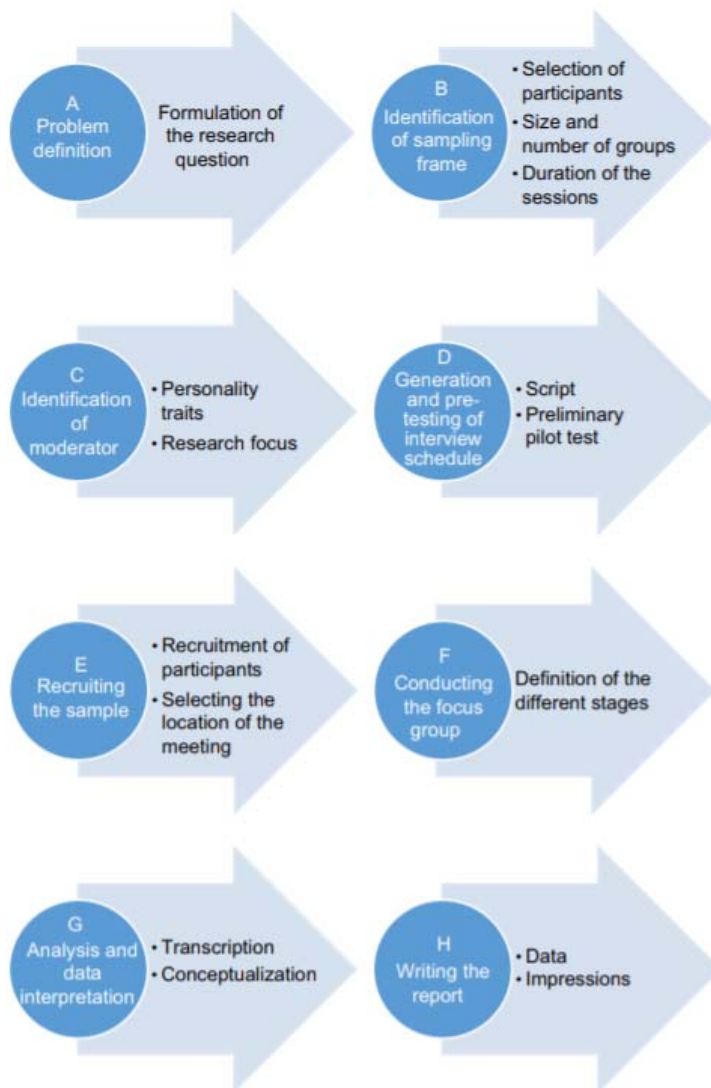 A
Problem
definition
Formulation of
the research
question
B
Identification
of sampling
frame
• Selection of
participants
• Size and
number of groups
• Duration of the
sessions
C
Identification
of
moderator
• Personality
traits
• Research focus
D
Generation
and pre-
testing of
interview
schedule
• Script
• Preliminary
pilot test
E
Recruiting
the sample
• Recruitment of
participants
• Selecting the
location of the
meeting
F
Conducting
the focus
group
Definition of the
different stages
G
Analysis and
data
interpretation
• Transcription
• Conceptualization
H
Writing the
report
• Data
• Impressions